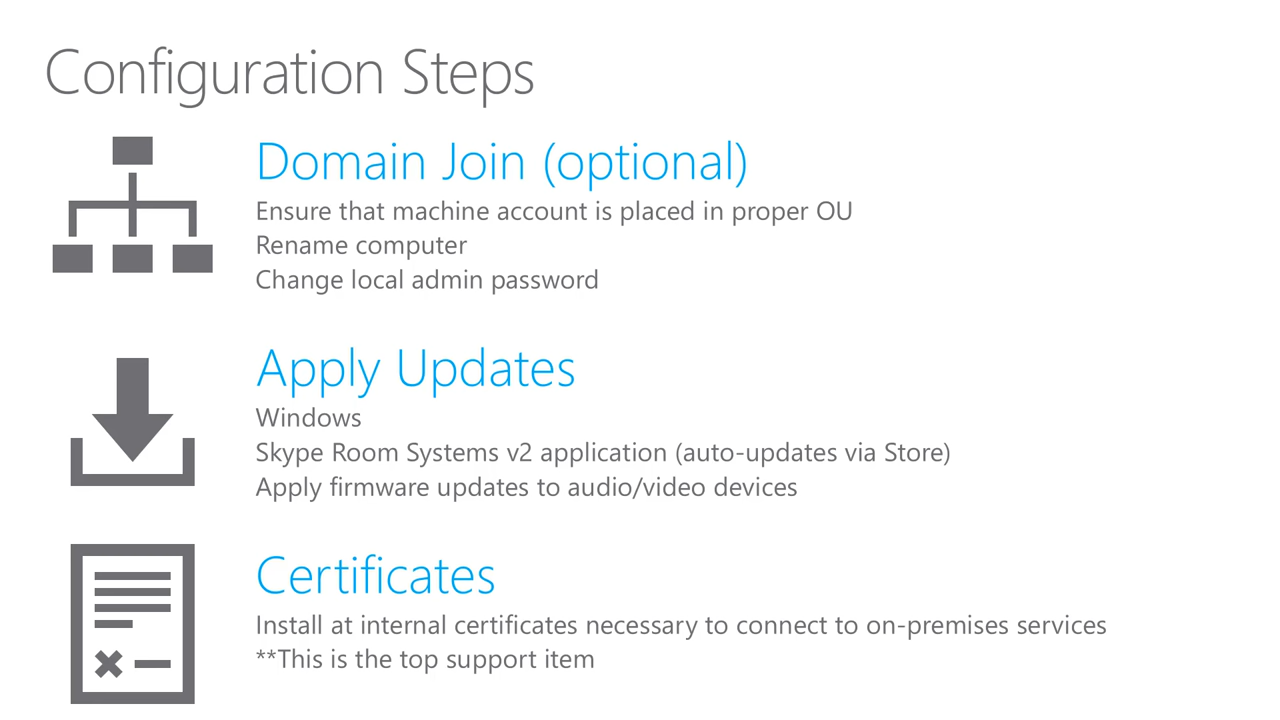 Configuration Steps
Domain Join (optional)
Ensure that machine account is placed in proper OU
Rename computer
Change local admin password
Apply Updates
Windows
Skype Room Systems v2 application (auto-updates via Store)
Apply firmware updates to audio/video devices
Certificates
Install at internal certificates necessary to connect to on-premises services
**This is the top support item